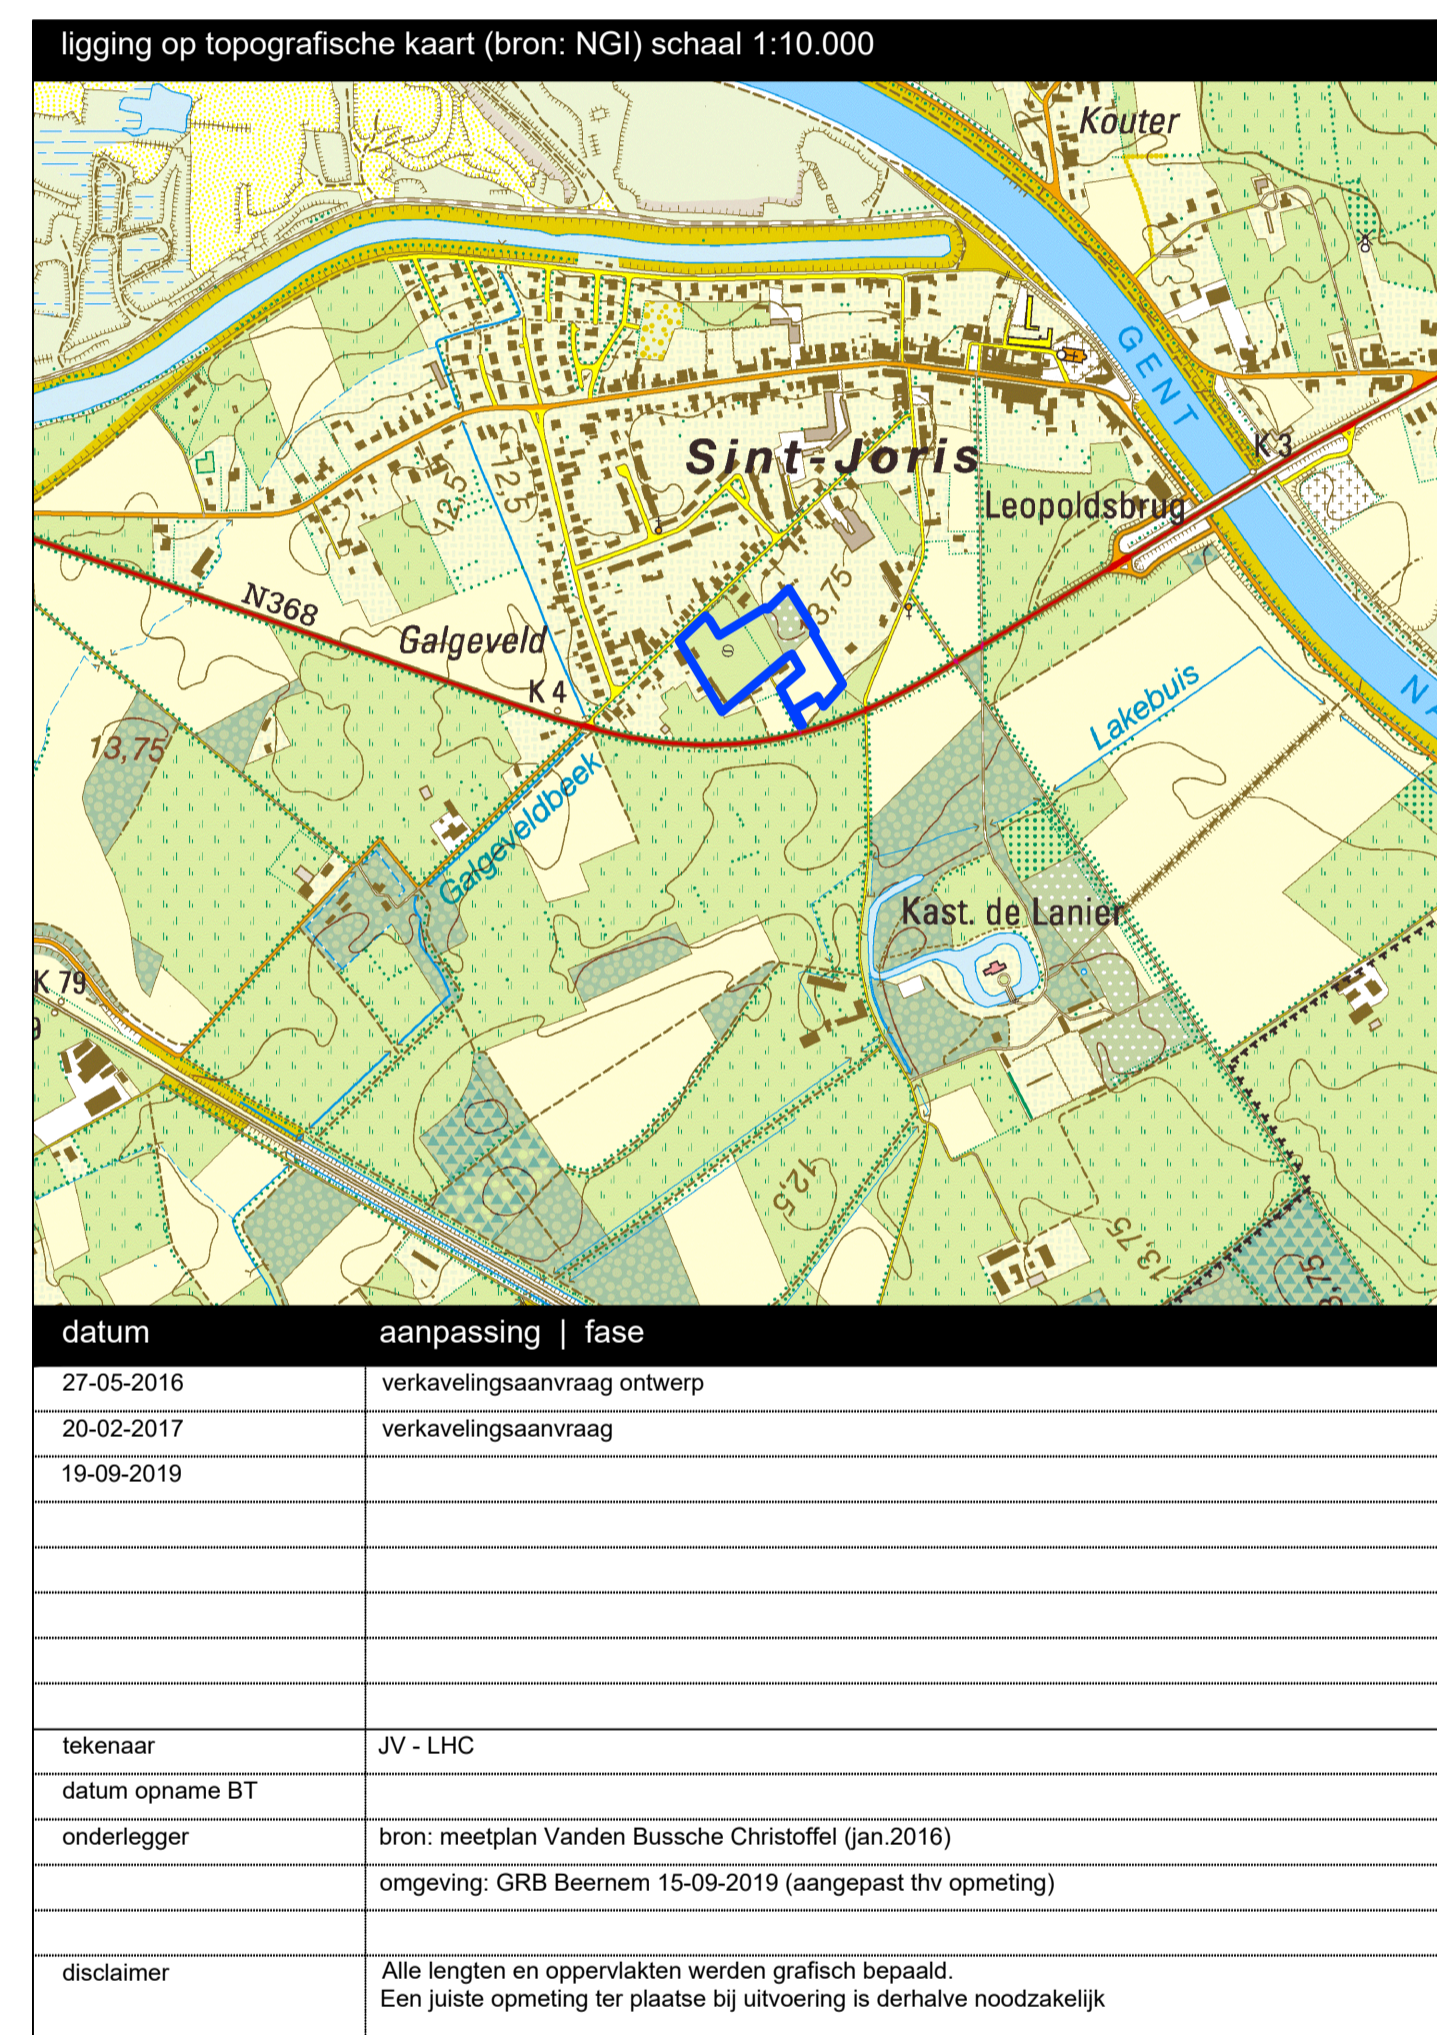 ligging op topografische kaart (bron: NGI) schaal 1:10.000
Kouter
GENT
K 3
Sint-Joris
Leopoldsbrug
12,5
12,5
N368
Galgeveld
13,75
K 4
Lakebuis
13,75
Galgeveldbeek
Kast. de Lanier
K 79
9
12,5
13,75
datum aanpassing | fase
27-05-2016 verkavelingsaanvraag ontwerp
20-02-2017 verkavelingsaanvraag
19-09-2019
tekenaar JV - LHC
datum opname BT
onderlegger bron: meetplan Vanden Bussche Christoffel (jan.2016)
omgeving: GRB Beernem 15-09-2019 (aangepast thv opmeting)
disclaimer Alle lengten en oppervlakten werden grafisch bepaald.
Een juiste opmeting ter plaatse bij uitvoering is derhalve noodzakelijk